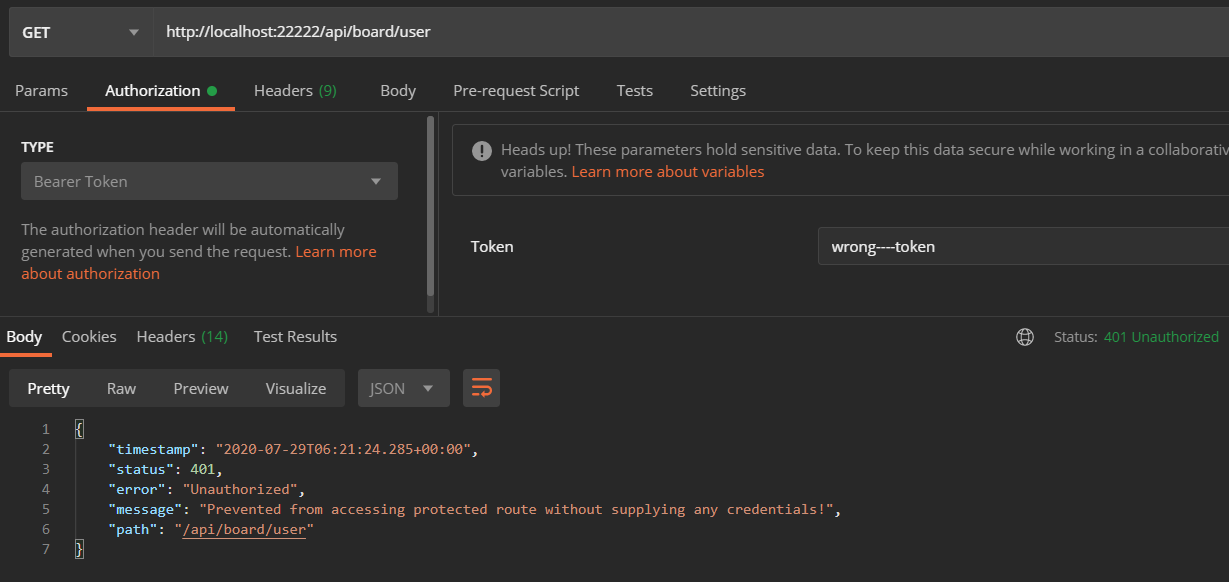 GET http://localhost:22222/api/board/user
Params Authorization Headers (9) Body Pre-request Script Tests Settings
TYPE
Bearer Token
The authorization header will be automatically
generated when you send the request. Learn more
about authorization
Heads up! These parameters hold sensitive data. To keep this data secure while working in a collaborativ
variables. Learn more about variables
Token wrong----token
Body Cookies Headers (14) Test Results Status: 401 Unauthorized
Pretty Raw Preview Visualize JSON
1 {
2 "timestamp": "2020-07-29T06:21:24.285+00:00",
3 "status": 401,
4 "error": "Unauthorized",
5 "message": "Prevented from accessing protected route without supplying any credentials!",
6 "path": "/api/board/user"
7 }